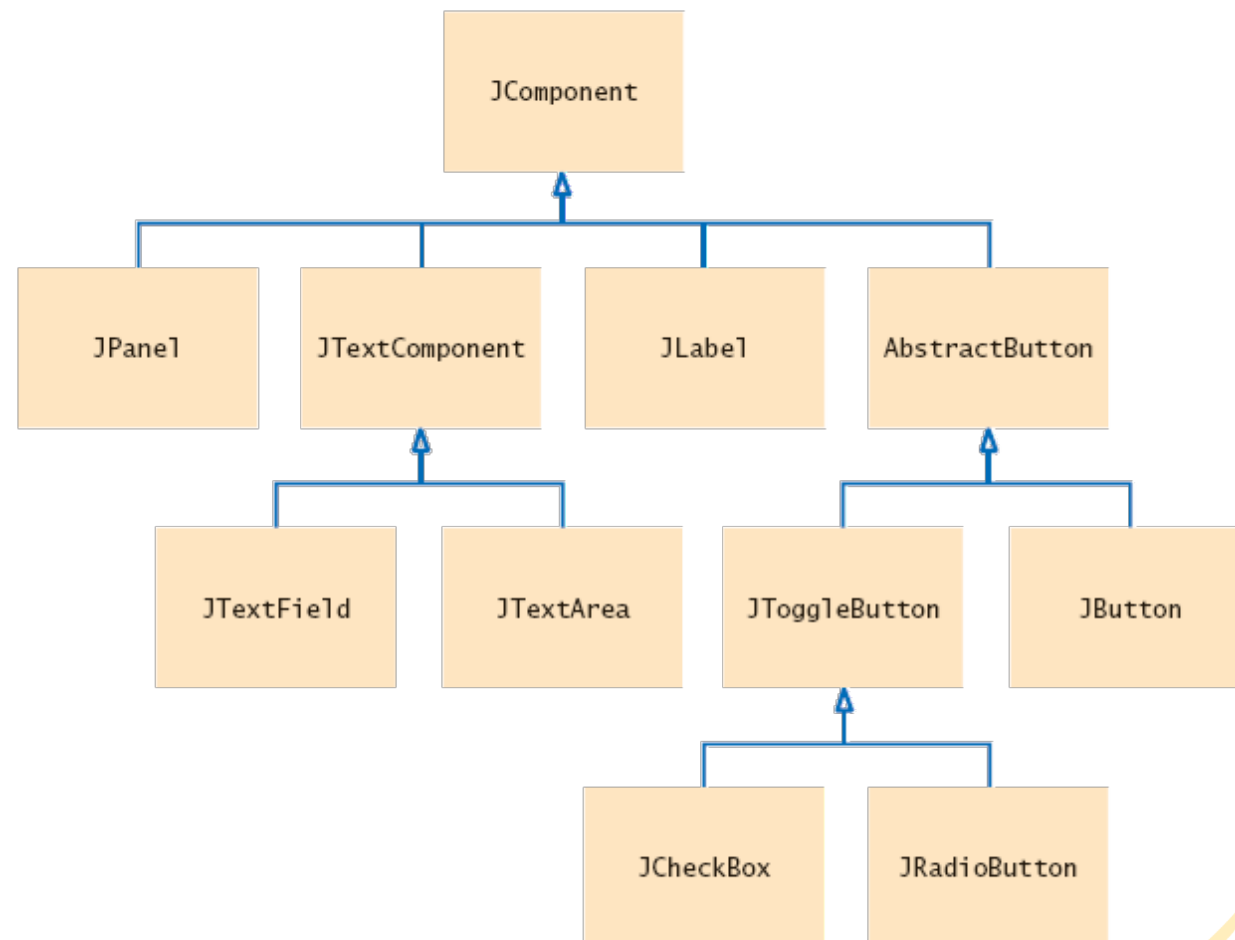 JComponent
JPanel
JTextComponent
JLabel
AbstractButton
JTextField
JTextArea
JToggleButton
JButton
JCheckBox
JRadioButton